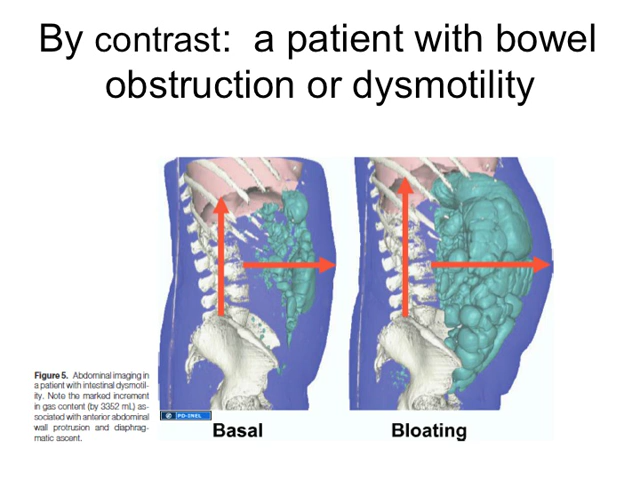 By contrast:  a patient with bowel
obstruction or dysmotility
Figure 5. Abdominal imaging in
a patient with intestinal dysmotil-
ity. Note the marked increment
in gas content (by 3352 mL) as-
sociated with anterior abdominal
wall protrusion and diaphrag-
matic ascent.
PD-INEL
Basal
Bloating